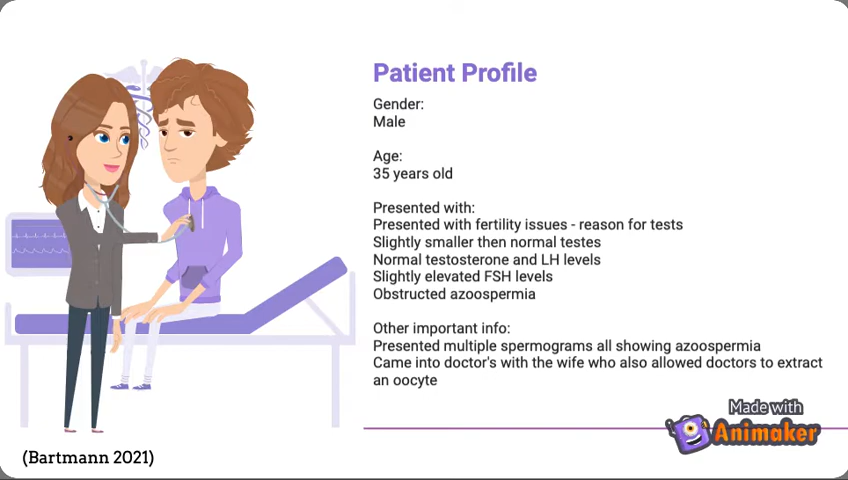 Patient Profile
Gender:
Male
Age:
35 years old
Presented with:
Presented with fertility issues - reason for tests
Slightly smaller then normal testes
Normal testosterone and LH levels
Slightly elevated FSH levels
Obstructed azoospermia
Other important info:
Presented multiple spermograms all showing azoospermia
Came into doctor's with the wife who also allowed doctors to extract
an oocyte
Made with
Animaker
(Bartmann 2021)